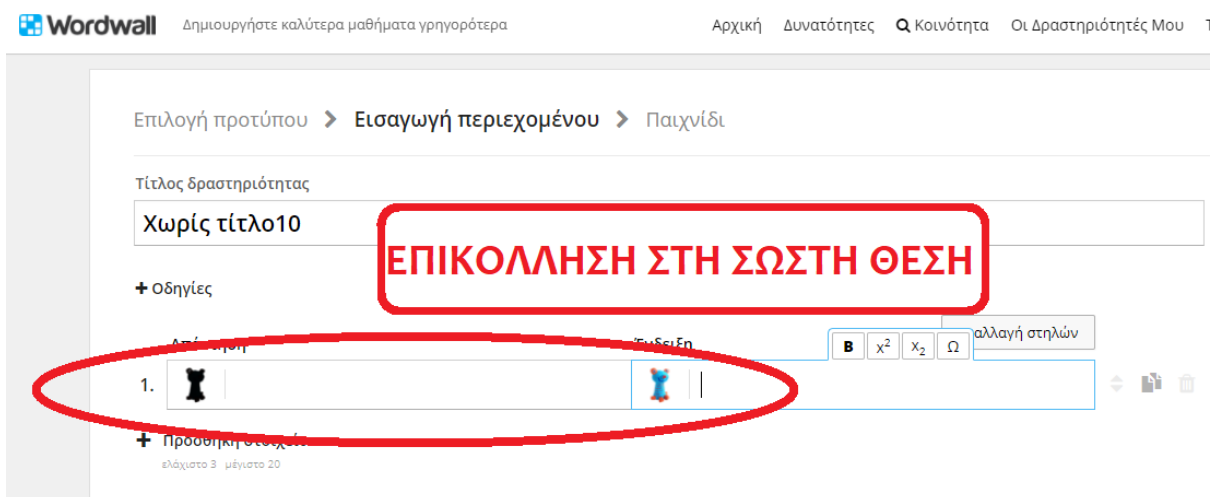 Wordwall Δημιουργήστε καλύτερα μαθήματα γρηγορότερα Αρχική Δυνατότητες Κοινότητα Οι Δραστηριότητές Μου
Επιλογή προτύπου > Εισαγωγή περιεχομένου > Παιχνίδι
Τίτλος δραστηριότητας
Χωρίς τίτλο10
ΕΠΙΚΟΛΛΗΣΗ ΣΤΗ ΣΩΣΤΗ ΘΕΣΗ
+ Οδηγίες
στηλών
B x² x₂ Ω
1.
+ Προσθήκη
ελάχιστο 3 μέγιστο 20